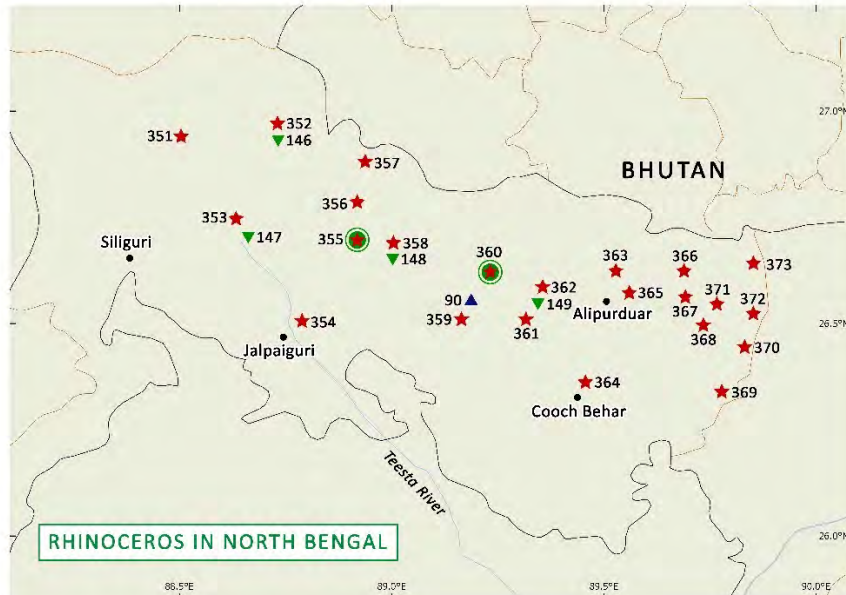 27.0°N
352
351
146
357
BHUTAN
356
353
Siliguri
147
355
358
148
360
363
366
373
362
90
149
365
371
Alipurduar
367
372
359
361
26.5°N
354
368
Jalpaiguri
370
364
369
Cooch Behar
Teesta River
RHINOCEROS IN NORTH BENGAL
26.0°N
88.5°E
89.0°E
89.5°E
90.0°E